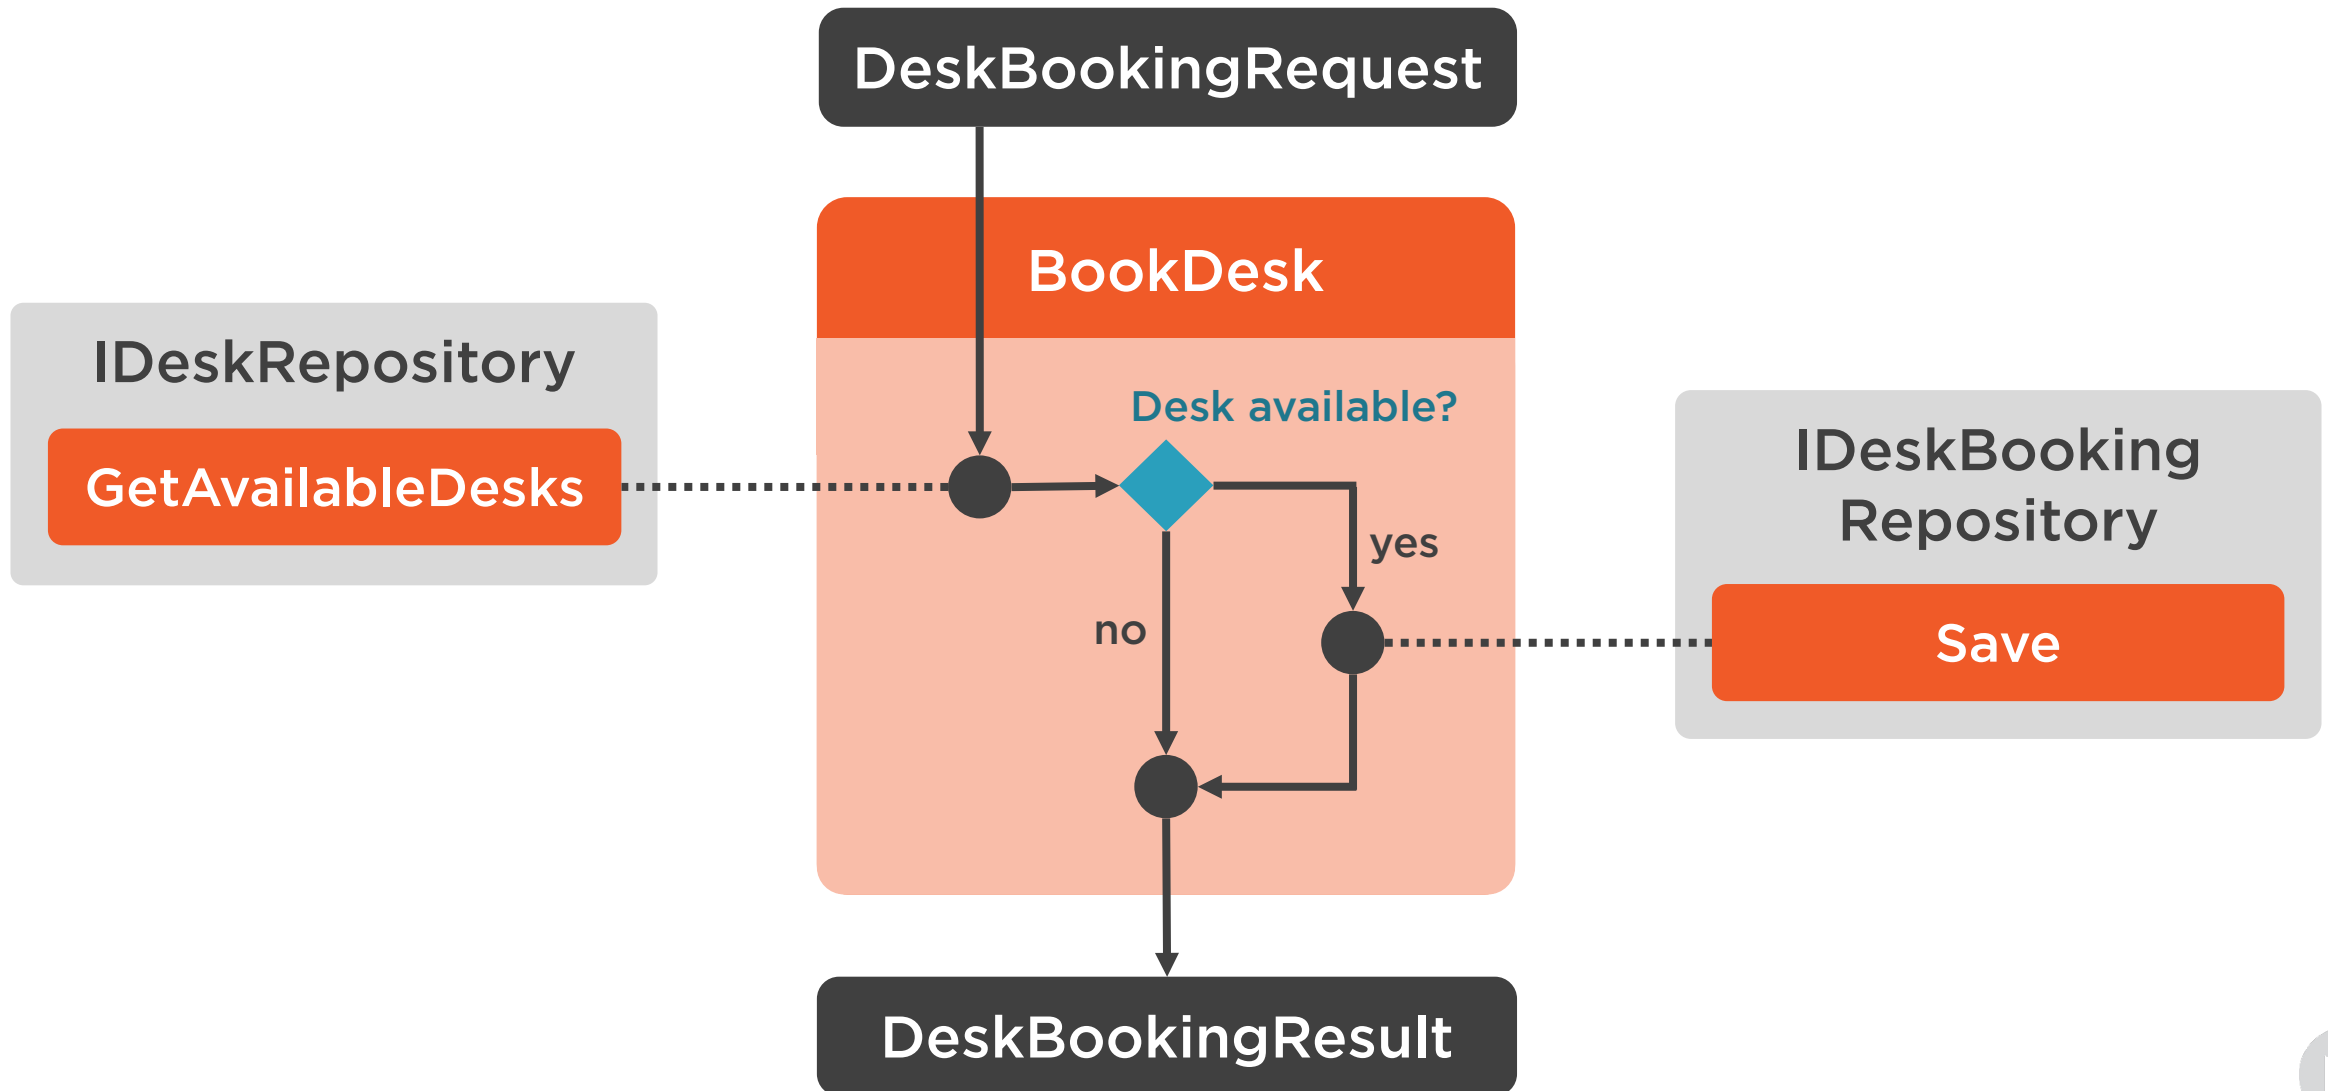 DeskBookingRequest
BookDesk
IDeskRepository
GetAvailableDesks
Desk available?
yes
no
IDeskBooking
Repository
Save
DeskBookingResult